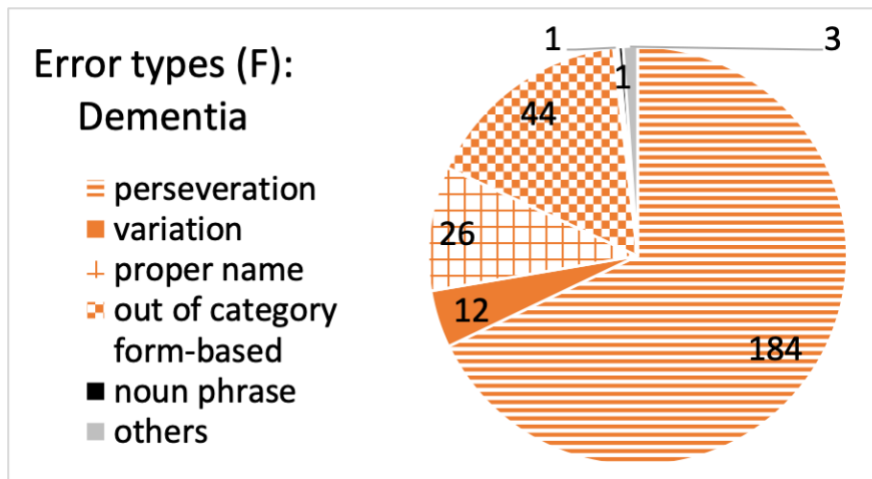 Error types (F):
Dementia
perseveration
variation
proper name
out of category
form-based
noun phrase
others
1
3
1
44
26
12
184